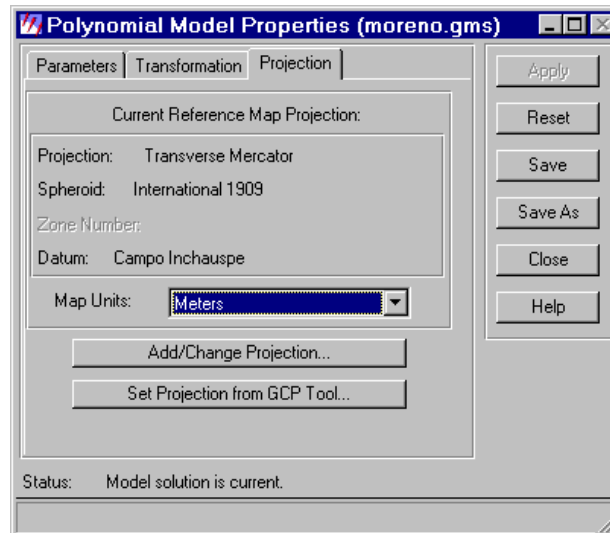 Polynomial Model Properties (moreno.gms)
Parameters Transformation Projection
Current Reference Map Projection:
Projection: Transverse Mercator
Spheroid: International 1909
Zone Number:
Datum: Campo Inchauspe
Map Units: Meters
Add/Change Projection...
Set Projection from GCP Tool...
Apply
Reset
Save
Save As
Close
Help
Status: Model solution is current.